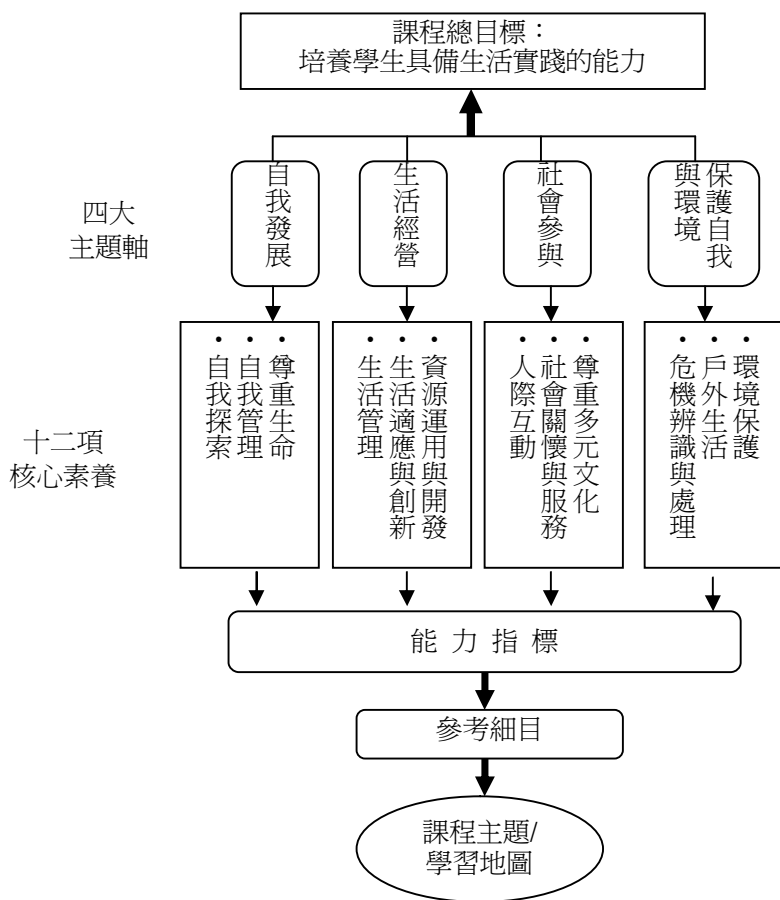 課程總目標：
培養學生具備生活實踐的能力
四大
主題軸
自我發展
生活經營
社會參與
保護自我
與環境
十二項
核心素養
・尊重生命
・自我管理
・自我探索
・資源運用與開發
・生活適應與創新
・生活管理
・尊重多元文化
・社會關懷與服務
・人際互動
・環境保護
・戶外生活
・危機辨識與處理
能 力 指 標
參考細目
課程主題/
學習地圖